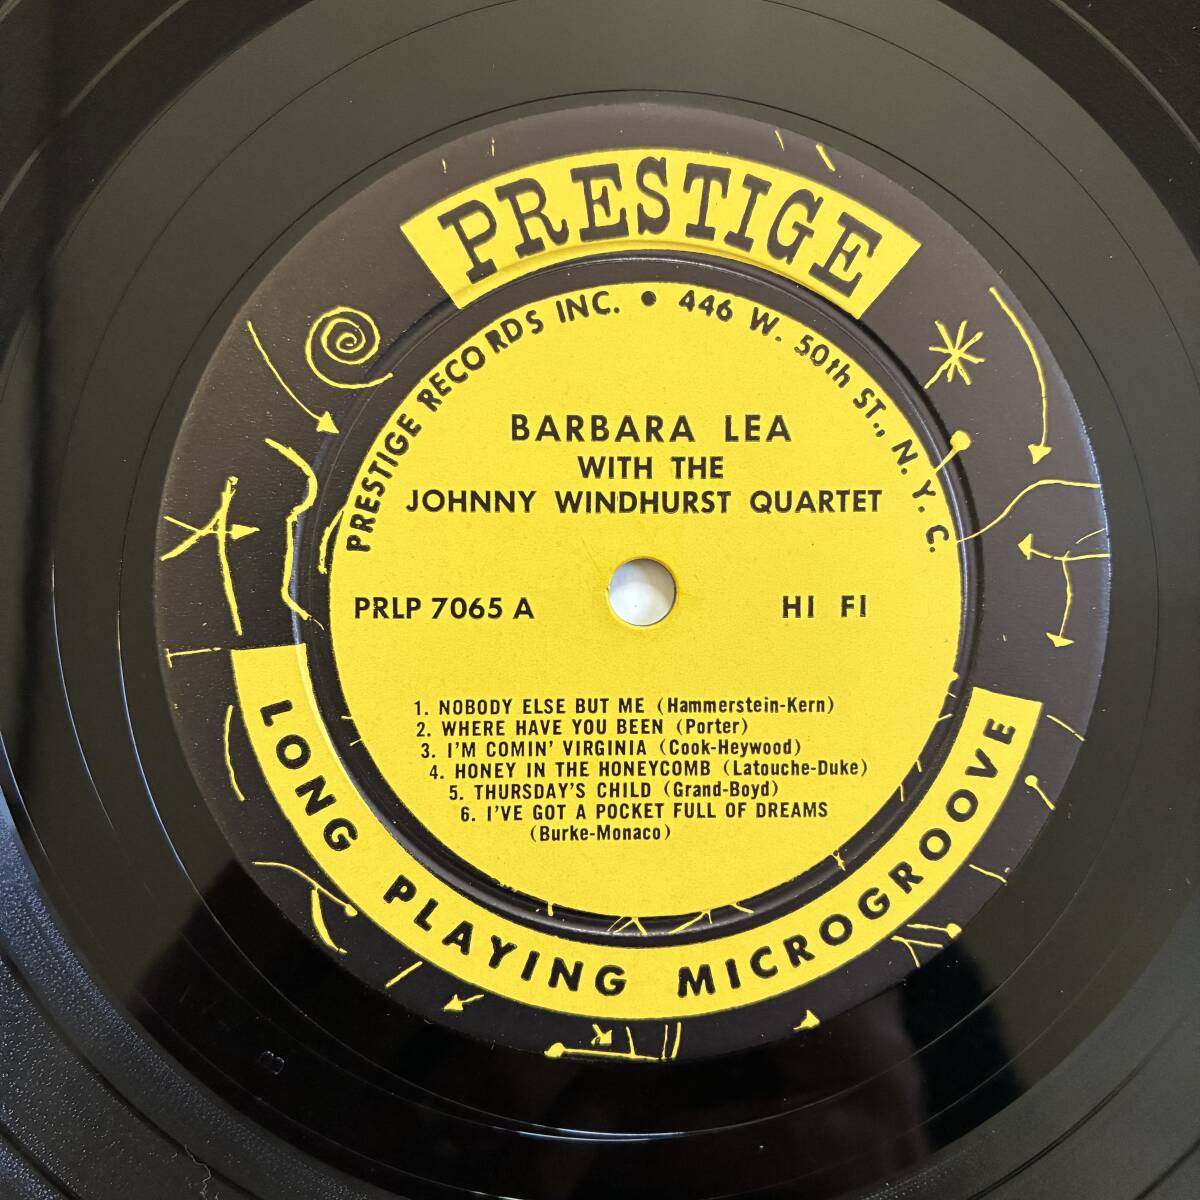 PRESTIGE
PRESTIGE RECORDS INC. • 446 W. 50th ST., N. Y. C.
BARBARA LEA
WITH THE
JOHNNY WINDHURST QUARTET
PRLP 7065 A HI FI
1. NOBODY ELSE BUT ME (Hammerstein-Kern)
2. WHERE HAVE YOU BEEN (Porter)
3. I'M COMIN' VIRGINIA (Cook-Heywood)
4. HONEY IN THE HONEYCOMB (Latouche-Duke)
5. THURSDAY'S CHILD (Grand-Boyd)
6. I'VE GOT A POCKET FULL OF DREAMS
(Burke-Monaco)
LONG PLAYING MICROGROOVE